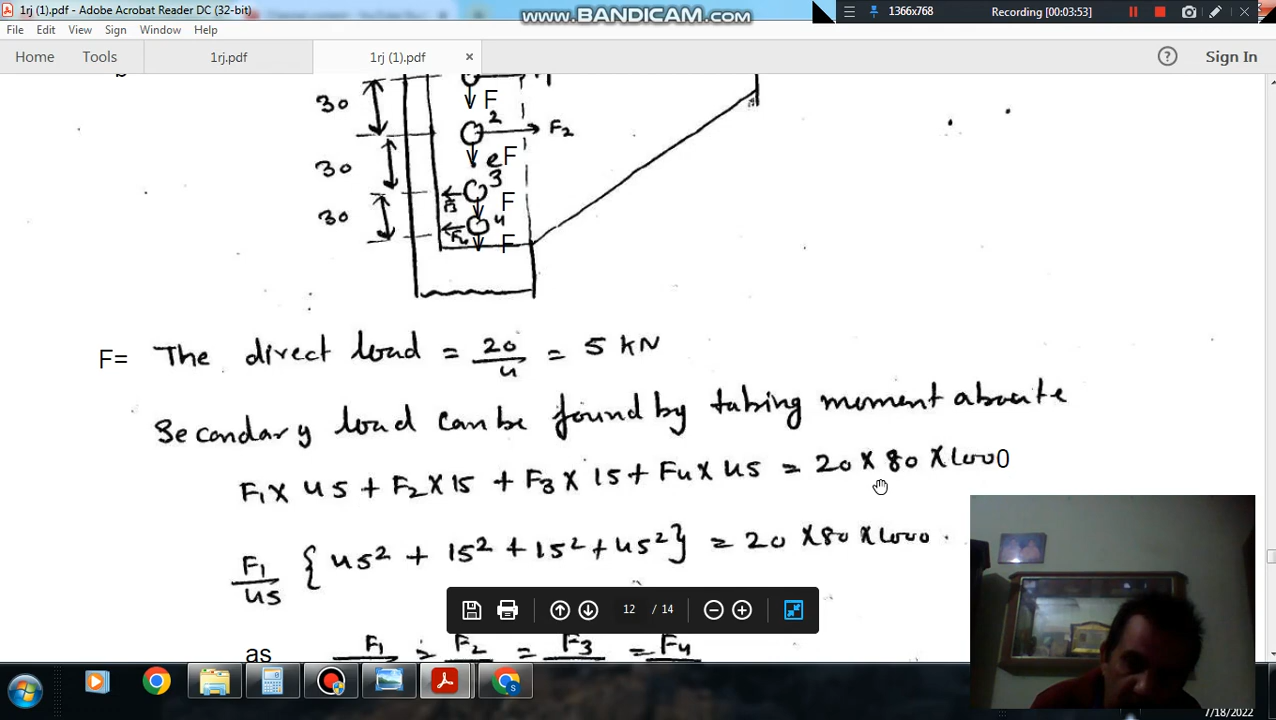 1rj (1).pdf - Adobe Acrobat Reader DC (32-bit)
www.BANDICAM.com
1366x768
Recording [00:03:53]
File Edit View Sign Window Help
Home Tools 1rj.pdf 1rj (1).pdf × Sign In
30 F
2 F2
30 e F
3
30 F
4
F4 F
F= The direct load = 20/4 = 5 KN
Secondary load can be found by taking moment about e
F1 X 45 + F2 X 15 + F3 X 15 + F4 X 45 = 20 X 80 X 1000
F1/45 { 45² + 15² + 15² + 45² } = 20 X 80 X 1000.
12 / 14
as F1 = F2 = F3 = F4
7/18/2022